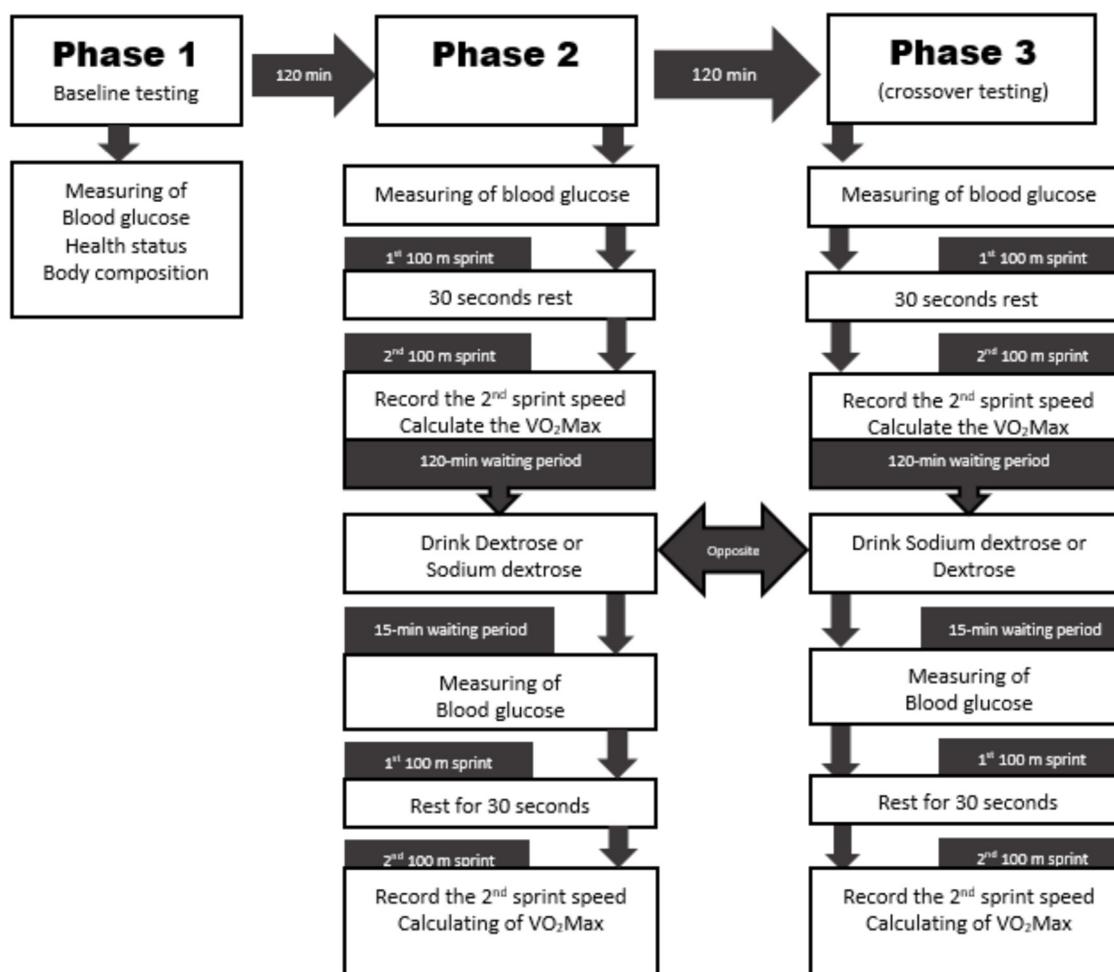 Phase 1
Baseline testing
120 min
Phase 2
120 min
Phase 3
(crossover testing)
Measuring of
Blood glucose
Health status
Body composition
Measuring of blood glucose
1st 100 m sprint
30 seconds rest
2nd 100 m sprint
Record the 2nd sprint speed
Calculate the VO₂Max
120-min waiting period
Drink Dextrose or
Sodium dextrose
15-min waiting period
Measuring of
Blood glucose
1st 100 m sprint
Rest for 30 seconds
2nd 100 m sprint
Record the 2nd sprint speed
Calculating of VO₂Max
Opposite
Measuring of blood glucose
1st 100 m sprint
30 seconds rest
2nd 100 m sprint
Record the 2nd sprint speed
Calculate the VO₂Max
120-min waiting period
Drink Sodium dextrose or
Dextrose
15-min waiting period
Measuring of
Blood glucose
1st 100 m sprint
Rest for 30 seconds
2nd 100 m sprint
Record the 2nd sprint speed
Calculating of VO₂Max